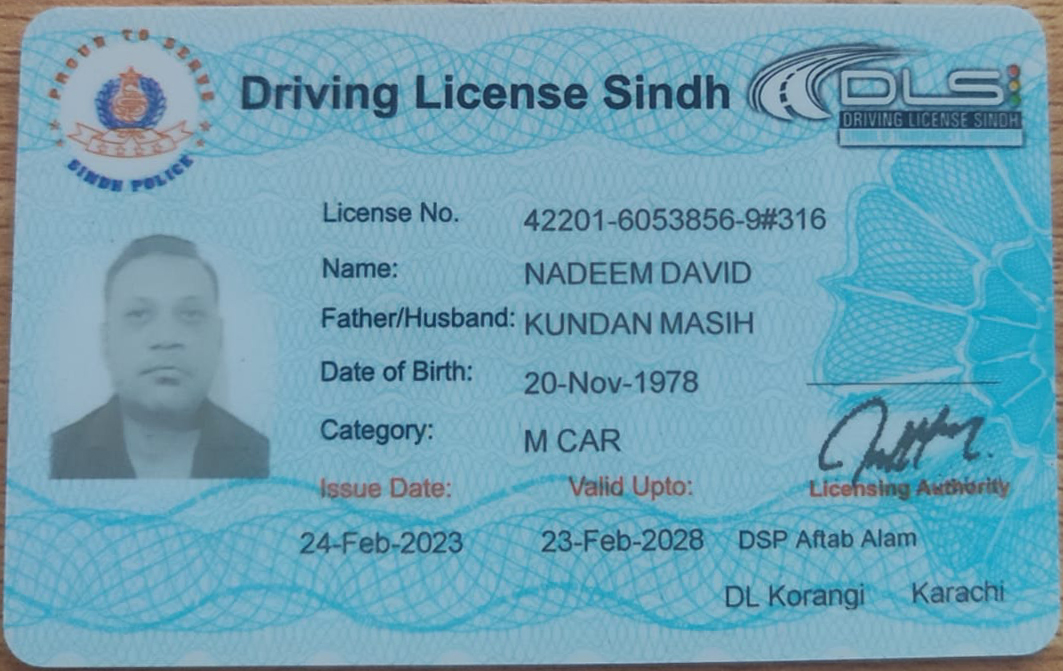 PROUD TO SERVE
SINDH POLICE
Driving License Sindh
DLS
DRIVING LICENSE SINDH
License No. 42201-6053856-9#316
Name: NADEEM DAVID
Father/Husband: KUNDAN MASIH
Date of Birth: 20-Nov-1978
Category: M CAR
Issue Date: Valid Upto: Licensing Authority
24-Feb-2023 23-Feb-2028 DSP Aftab Alam
DL Korangi Karachi